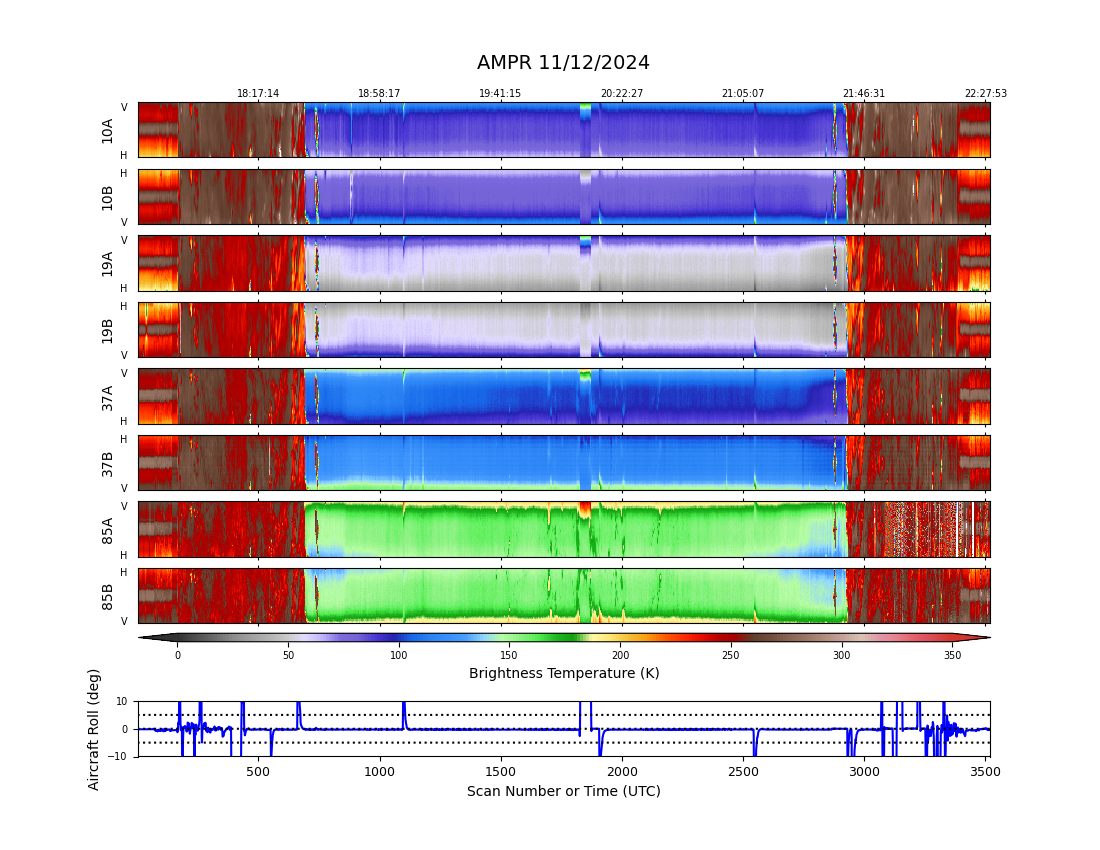 AMPR 11/12/2024
18:17:14 18:58:17 19:41:15 20:22:27 21:05:07 21:46:31 22:27:53
V
10A
H
H
10B
V
V
19A
H
H
19B
V
V
37A
H
H
37B
V
V
85A
H
H
85B
V
0 50 100 150 200 250 300 350
Brightness Temperature (K)
Aircraft Roll (deg)
10
0
−10
500 1000 1500 2000 2500 3000 3500
Scan Number or Time (UTC)